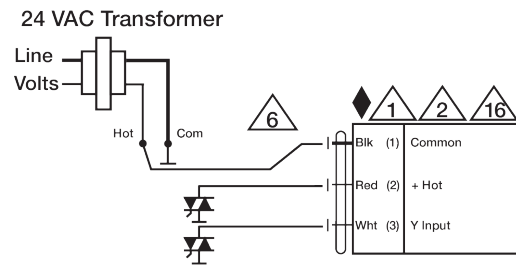 24 VAC Transformer
Line
Volts
Hot
Com
6
1
2
16
Blk (1) Common
Red (2) + Hot
Wht (3) Y Input